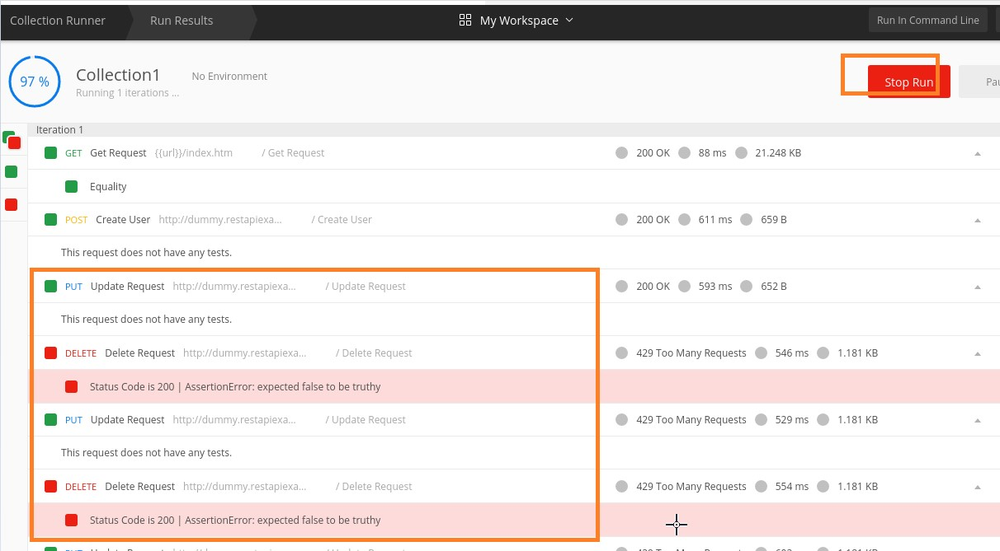 Collection Runner Run Results My Workspace Run In Command Line
97 % Collection1 No Environment Stop Run Pau
Running 1 iterations ...
Iteration 1
GET Get Request {{url}}/index.htm / Get Request 200 OK 88 ms 21.248 KB
Equality
POST Create User http://dummy.restapiexa... / Create User 200 OK 611 ms 659 B
This request does not have any tests.
PUT Update Request http://dummy.restapiexa... / Update Request 200 OK 593 ms 652 B
This request does not have any tests.
DELETE Delete Request http://dummy.restapiexa... / Delete Request 429 Too Many Requests 546 ms 1.181 KB
Status Code is 200 | AssertionError: expected false to be truthy
PUT Update Request http://dummy.restapiexa... / Update Request 429 Too Many Requests 529 ms 1.181 KB
This request does not have any tests.
DELETE Delete Request http://dummy.restapiexa... / Delete Request 429 Too Many Requests 554 ms 1.181 KB
Status Code is 200 | AssertionError: expected false to be truthy